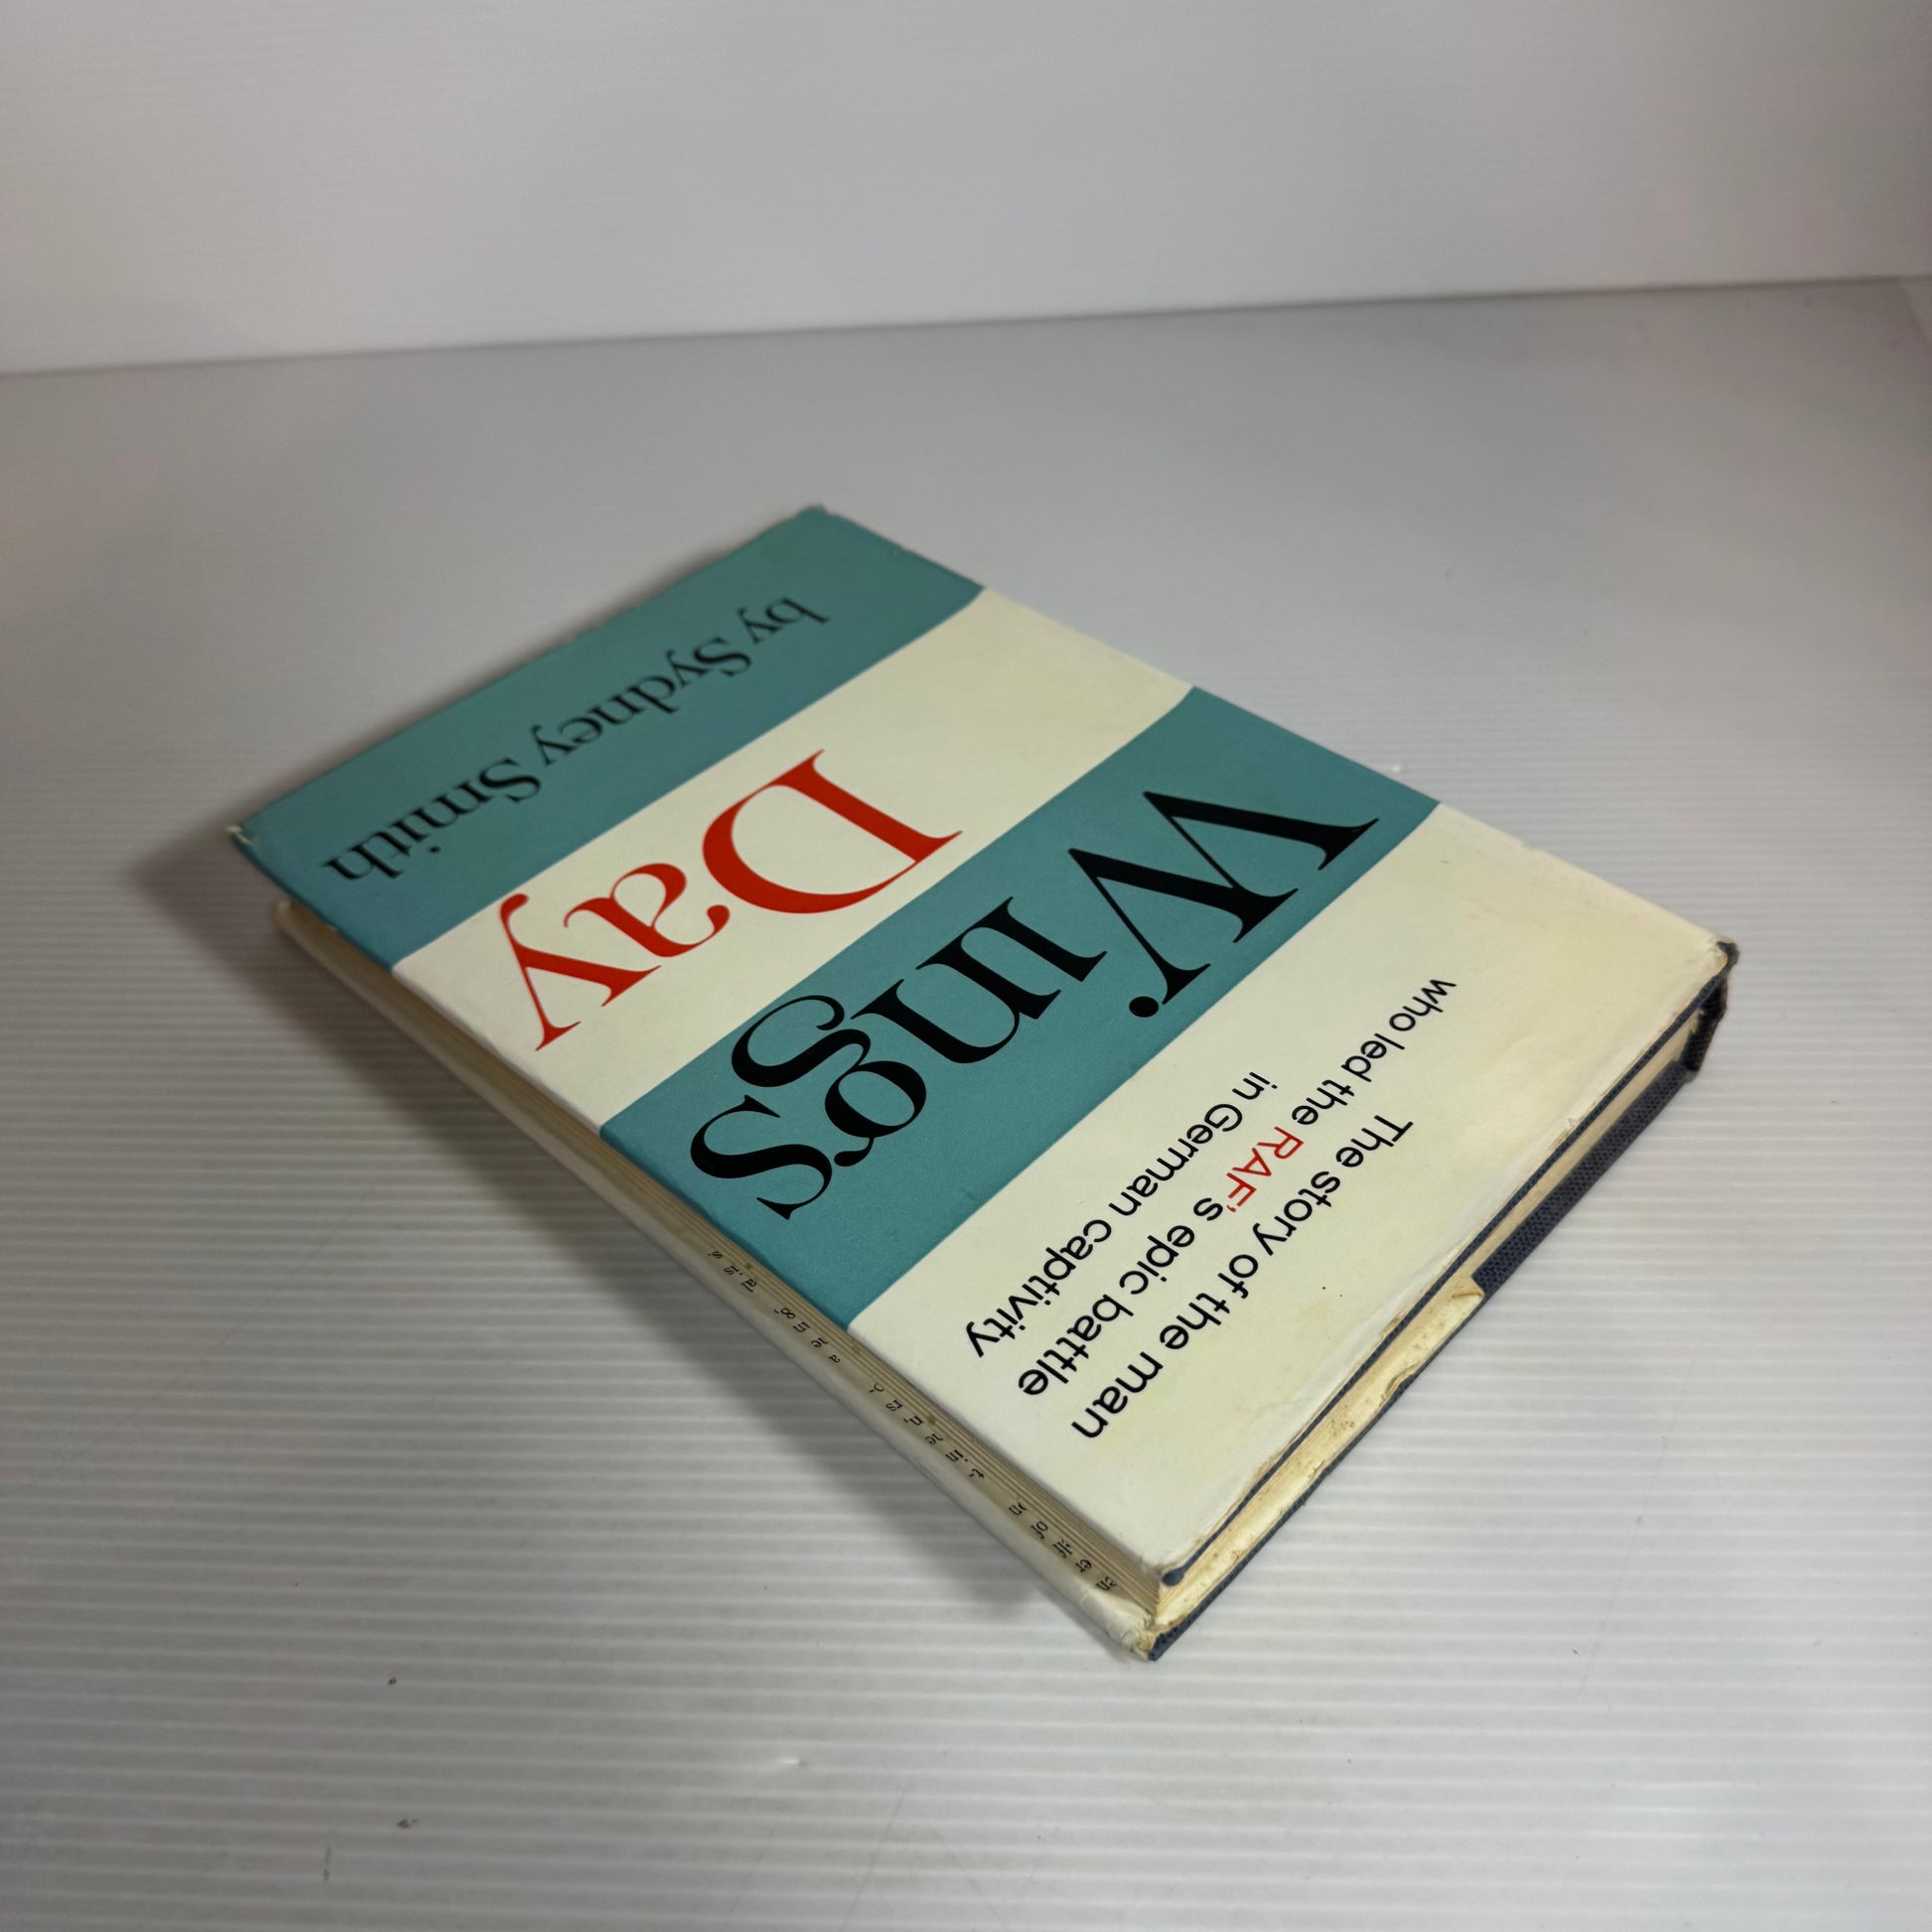 The story of the man
who led the RAF's epic battle
in German captivity
Wings
Day
by Sydney Smith